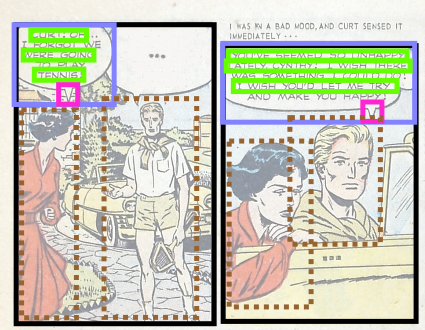 CURT, OH...
I FORGOT WE
WERE GOING
TO PLAY
TENNIS!
...
I WAS IN A BAD MOOD, AND CURT SENSED IT
IMMEDIATELY...
YOU'VE SEEMED SO UNHAPPY
LATELY, CYNTHY! I WISH THERE
WAS SOMETHING I COULD DO!
I WISH YOU'D LET ME TRY
AND MAKE YOU HAPPY!
...